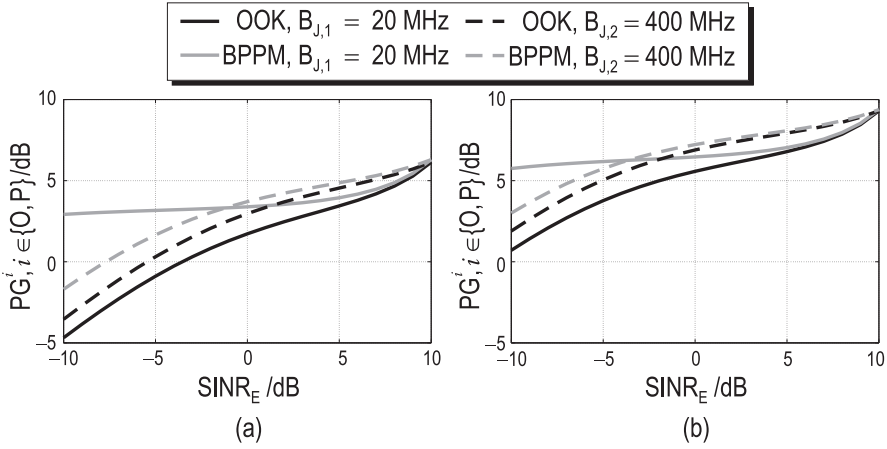 OOK, B_J,1 = 20 MHz
OOK, B_J,2 = 400 MHz
BPPM, B_J,1 = 20 MHz
BPPM, B_J,2 = 400 MHz
10
5
0
−5
−10
−5
0
5
10
PG^i, i ∈{O, P}/dB
SINR_E /dB
(a)
10
5
0
−5
−10
−5
0
5
10
PG^i, i ∈{O, P}/dB
SINR_E /dB
(b)